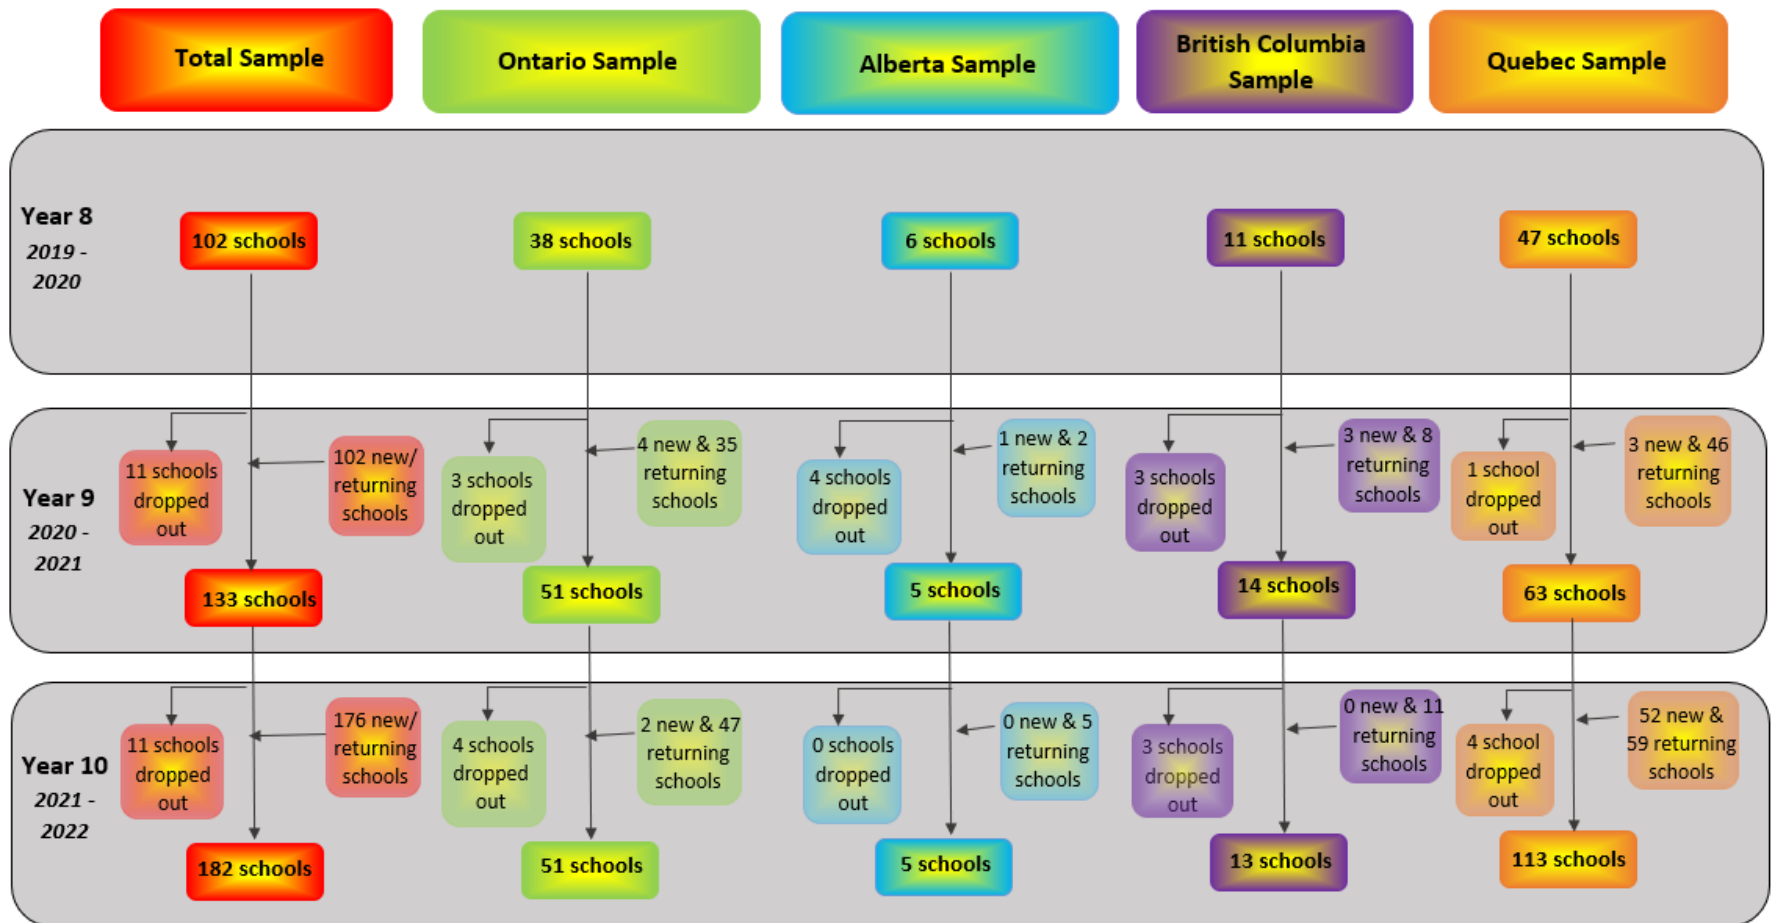 Total Sample
Ontario Sample
Alberta Sample
British Columbia
Sample
Quebec Sample
Year 8
2019 -
2020
102 schools
38 schools
6 schools
11 schools
47 schools
Year 9
2020 -
2021
11 schools
dropped
out
102 new/
returning
schools
3 schools
dropped
out
4 new & 35
returning
schools
4 schools
dropped
out
1 new & 2
returning
schools
3 schools
dropped
out
3 new & 8
returning
schools
1 school
dropped
out
3 new & 46
returning
schools
133 schools
51 schools
5 schools
14 schools
63 schools
Year 10
2021 -
2022
11 schools
dropped
out
176 new/
returning
schools
4 schools
dropped
out
2 new & 47
returning
schools
0 schools
dropped
out
0 new & 5
returning
schools
3 schools
dropped
out
0 new & 11
returning
schools
4 school
dropped
out
52 new &
59 returning
schools
182 schools
51 schools
5 schools
13 schools
113 schools